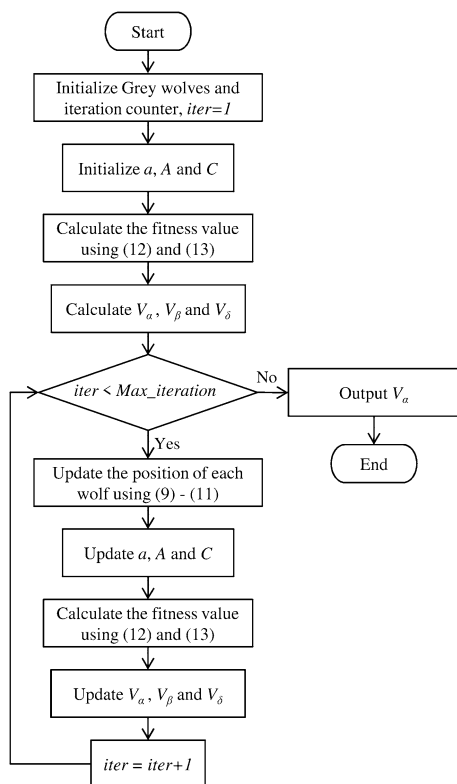 Start
Initialize Grey wolves and
iteration counter, iter=1
Initialize a, A and C
Calculate the fitness value
using (12) and (13)
Calculate Vα , Vβ and Vδ
iter < Max_iteration
No
Output Vα
End
Yes
Update the position of each
wolf using (9) - (11)
Update a, A and C
Calculate the fitness value
using (12) and (13)
Update Vα , Vβ and Vδ
iter = iter+1